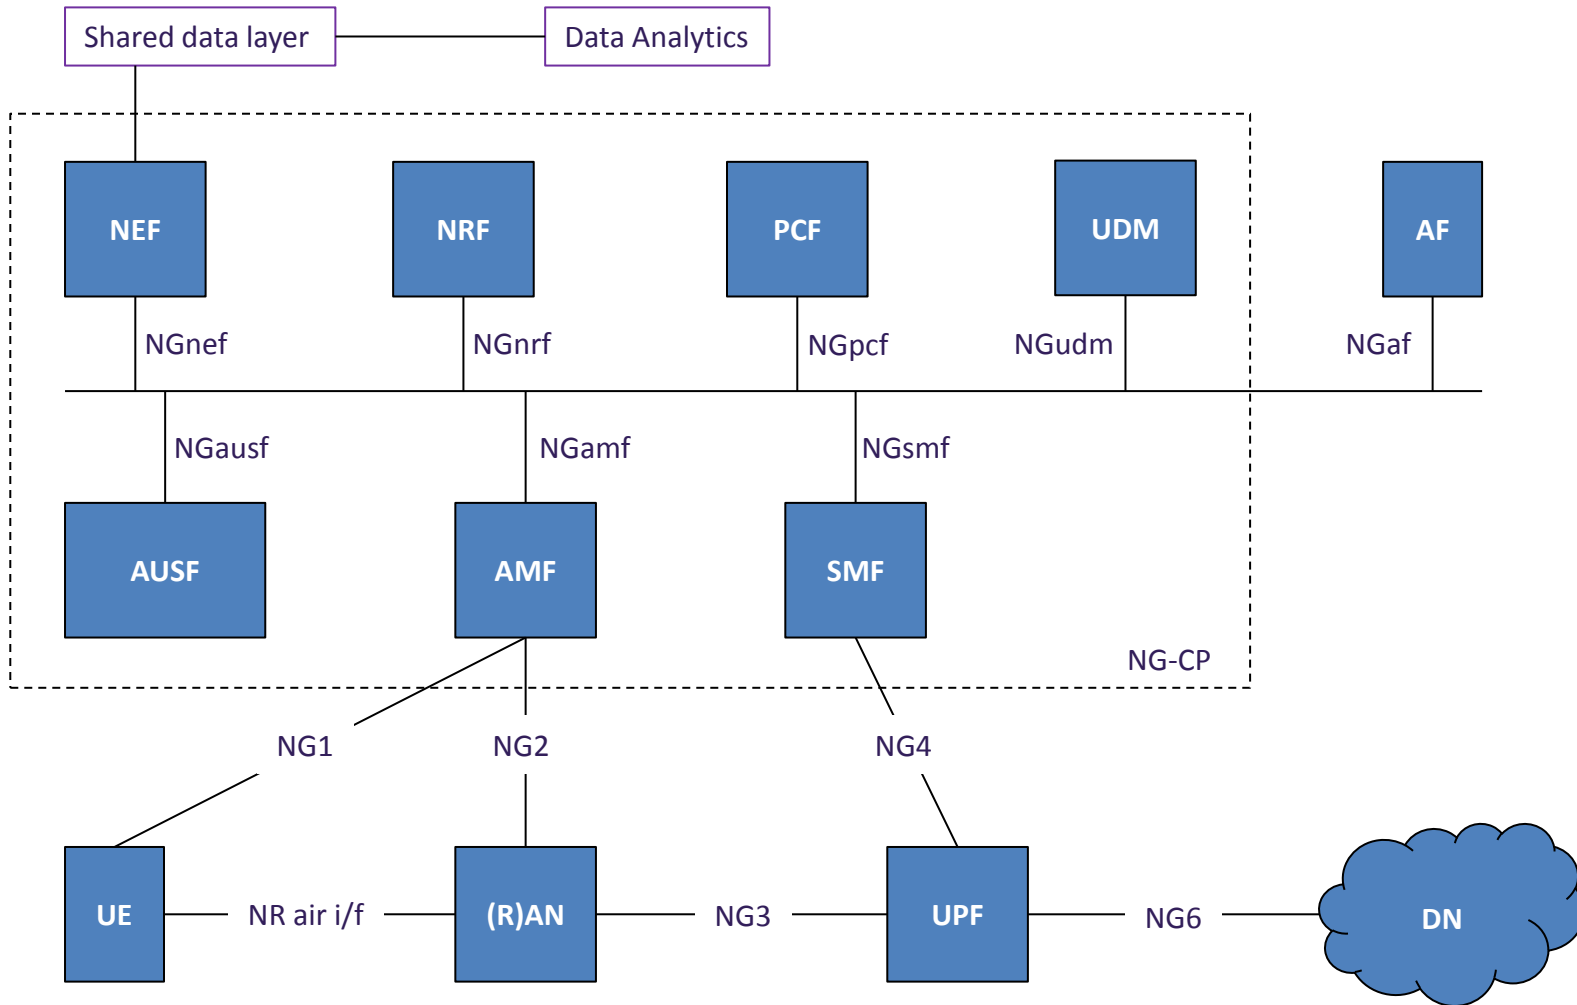 Shared data layer
Data Analytics
NEF
NRF
PCF
UDM
AF
NGnef
NGnrf
NGpcf
NGudm
NGaf
NGausf
NGamf
NGsmf
AUSF
AMF
SMF
NG-CP
NG1
NG2
NG4
UE
NR air i/f
(R)AN
NG3
UPF
NG6
DN